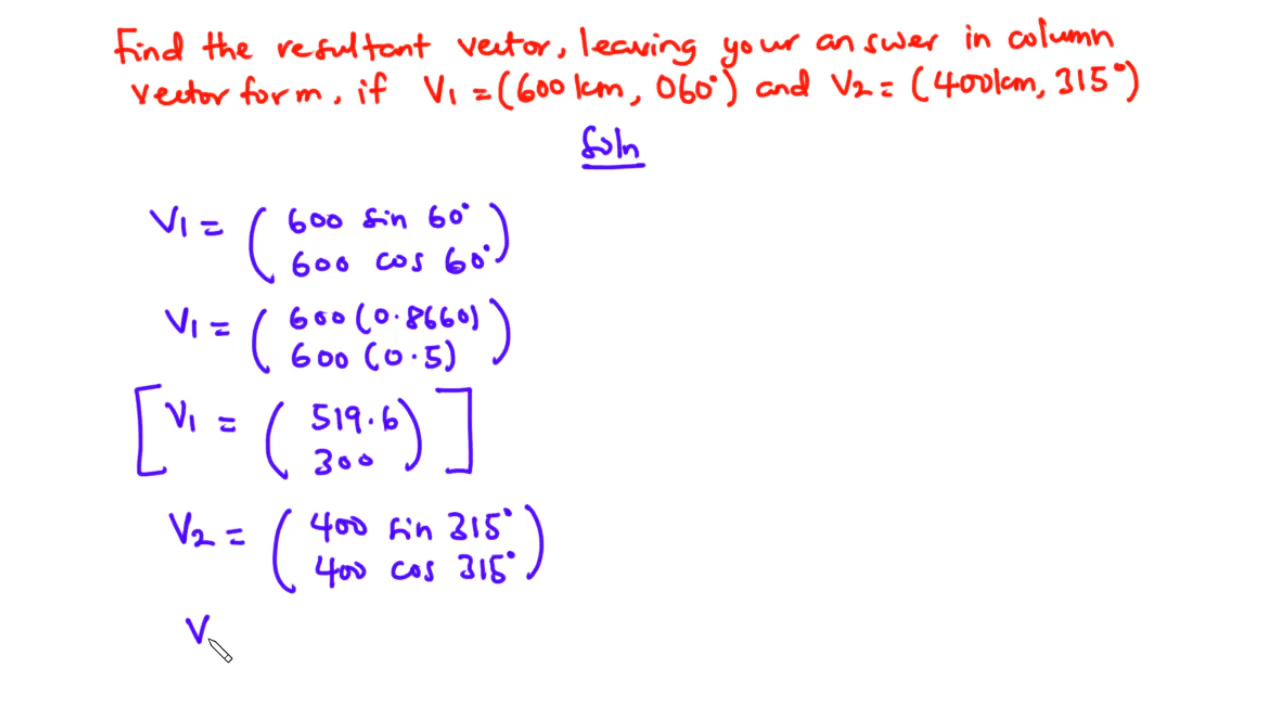 Find the resultant vector, leaving your answer in column
vector form, if V1 = (600 km, 060°) and V2 = (400km, 315°)
Soln
V1 = ( 600 sin 60°
600 cos 60° )
V1 = ( 600 (0.8660)
600 (0.5) )
[ V1 = ( 519.6
300 ) ]
V2 = ( 400 sin 315°
400 cos 315° )
V